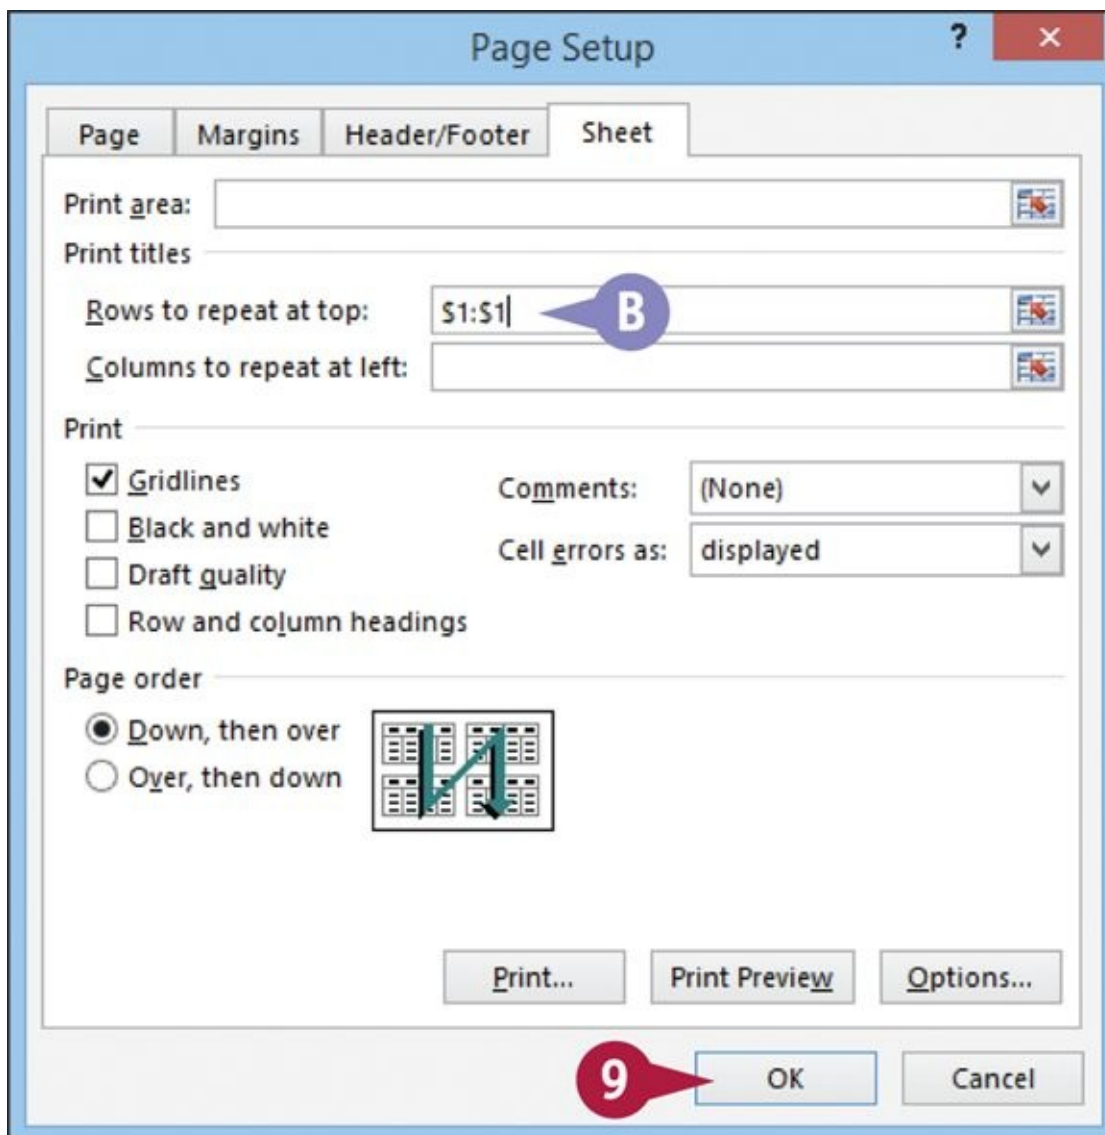 Page Setup ? ×
Page Margins Header/Footer Sheet
Print area:
Print titles
Rows to repeat at top: $1:$1 B
Columns to repeat at left:
Print
Gridlines Comments: (None)
Black and white
Cell errors as: displayed
Draft quality
Row and column headings
Page order
Down, then over
Over, then down
Print... Print Preview Options...
9 OK Cancel